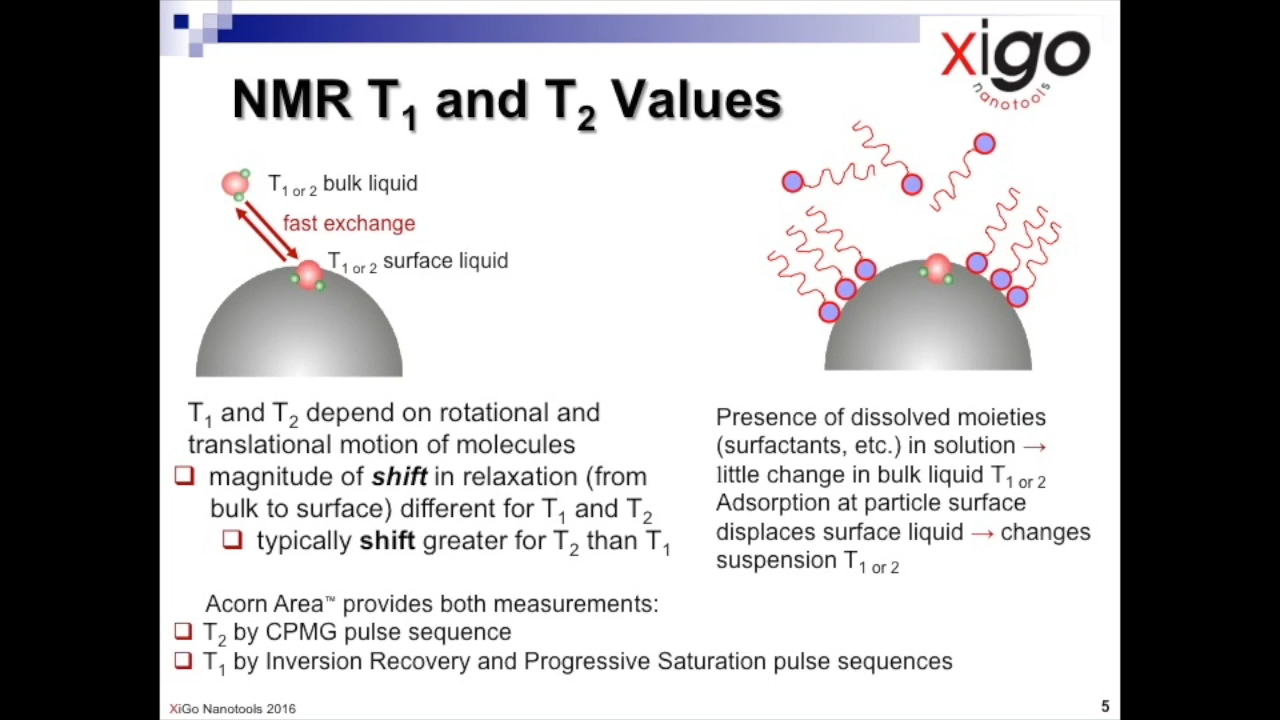 xigo
nanotools
NMR T1 and T2 Values
T1 or 2 bulk liquid
fast exchange
T1 or 2 surface liquid
T1 and T2 depend on rotational and
translational motion of molecules
❑ magnitude of shift in relaxation (from
bulk to surface) different for T1 and T2
❑ typically shift greater for T2 than T1
Presence of dissolved moieties
(surfactants, etc.) in solution →
little change in bulk liquid T1 or 2
Adsorption at particle surface
displaces surface liquid → changes
suspension T1 or 2
Acorn Area™ provides both measurements:
❑ T2 by CPMG pulse sequence
❑ T1 by Inversion Recovery and Progressive Saturation pulse sequences
XiGo Nanotools 2016
5